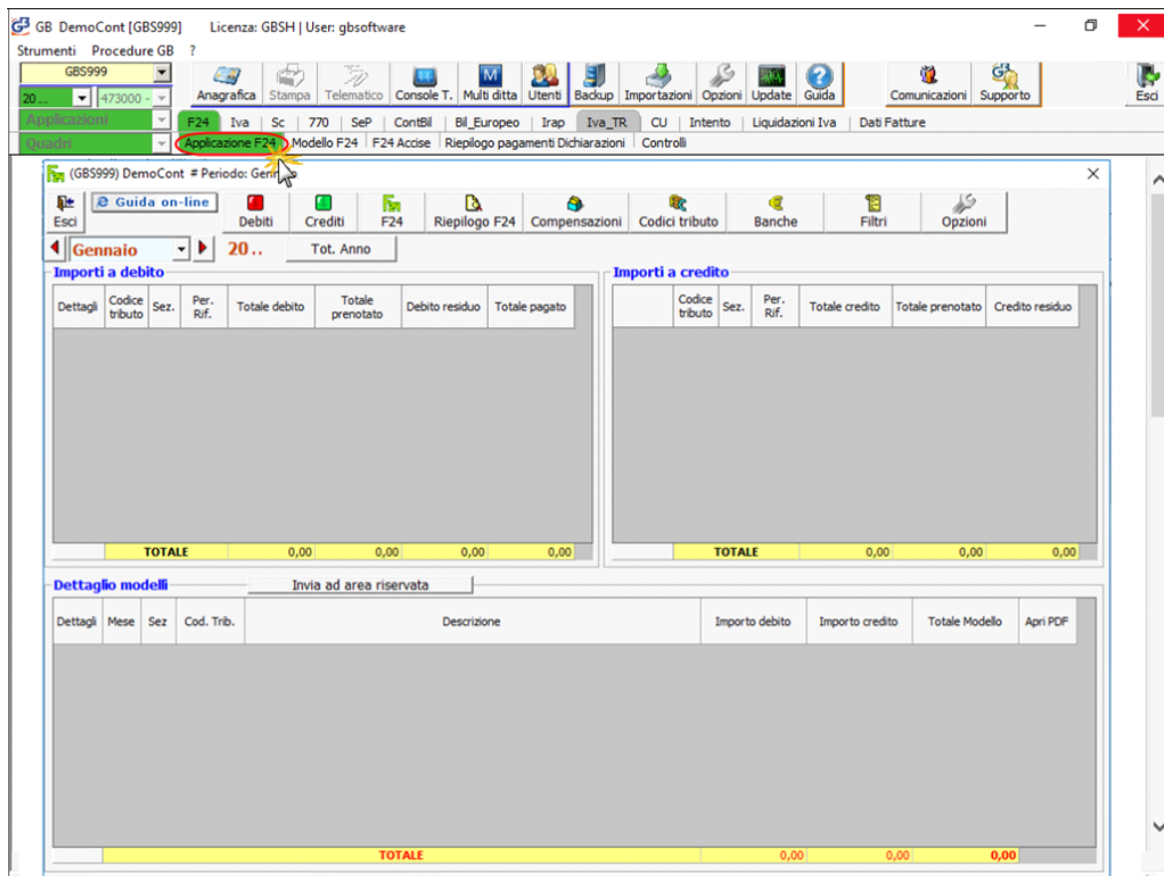 GB DemoCont [GBS999] Licenza: GBSH | User: gbsoftware
Strumenti Procedure GB ?
GBS999
20... 473000 -
Anagrafica Stampa Telematico Console T. Multi ditta Utenti Backup Importazioni Opzioni Update Guida Comunicazioni Supporto Esci
Applicazioni F24 Iva Sc 770 SeP ContBil Bil_Europeo Irap Iva_TR CU Intento Liquidazioni Iva Dati Fatture
Quadri Applicazione F24 Modello F24 F24 Accise Riepilogo pagamenti Dichiarazioni Controlli
(GBS999) DemoCont # Periodo:
Esci Guida on-line Debiti Crediti F24 Riepilogo F24 Compensazioni Codici tributo Banche Filtri Opzioni
Gennaio 20.. Tot. Anno
Importi a debito
Dettagli Codice tributo Sez. Per. Rif. Totale debito Totale prenotato Debito residuo Totale pagato
TOTALE 0,00 0,00 0,00 0,00
Importi a credito
Codice tributo Sez. Per. Rif. Totale credito Totale prenotato Credito residuo
TOTALE 0,00 0,00 0,00
Dettaglio modelli Invia ad area riservata
Dettagli Mese Sez Cod. Trib. Descrizione Importo debito Importo credito Totale Modello Apri PDF
TOTALE 0,00 0,00 0,00